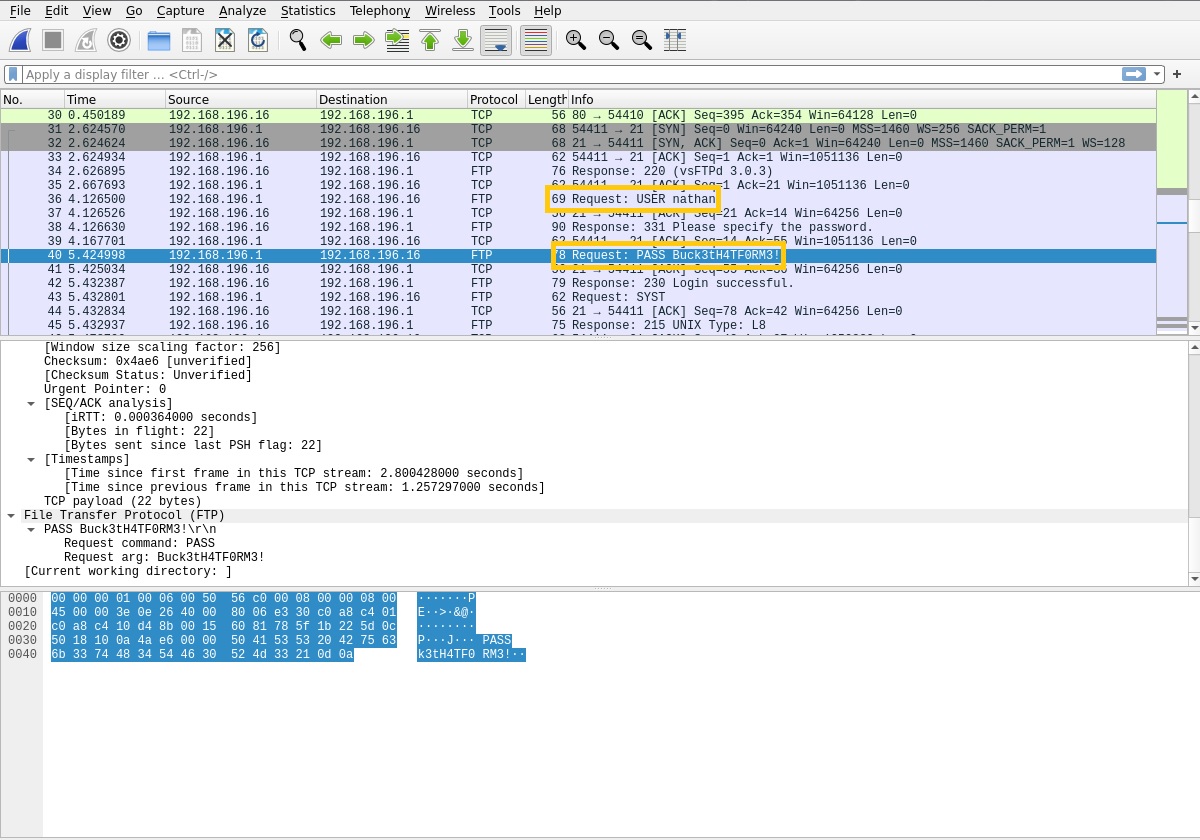 File Edit View Go Capture Analyze Statistics Telephony Wireless Tools Help
Apply a display filter ... <Ctrl-/>
No. Time Source Destination Protocol Length Info
30 0.450189 192.168.196.16 192.168.196.1 TCP 56 80 → 54410 [ACK] Seq=395 Ack=354 Win=64128 Len=0
31 2.624570 192.168.196.1 192.168.196.16 TCP 68 54411 → 21 [SYN] Seq=0 Win=64240 Len=0 MSS=1460 WS=256 SACK_PERM=1
32 2.624624 192.168.196.16 192.168.196.1 TCP 68 21 → 54411 [SYN, ACK] Seq=0 Ack=1 Win=64240 Len=0 MSS=1460 SACK_PERM=1 WS=128
33 2.624934 192.168.196.1 192.168.196.16 TCP 62 54411 → 21 [ACK] Seq=1 Ack=1 Win=1051136 Len=0
34 2.626895 192.168.196.16 192.168.196.1 FTP 76 Response: 220 (vsFTPd 3.0.3)
35 2.667693 192.168.196.1 192.168.196.16 TCP 62 54411 → 21 [ACK] Seq=1 Ack=21 Win=1051136 Len=0
36 4.126500 192.168.196.1 192.168.196.16 FTP 69 Request: USER nathan
37 4.126526 192.168.196.16 192.168.196.1 TCP 56 21 → 54411 [ACK] Seq=21 Ack=14 Win=64256 Len=0
38 4.126630 192.168.196.16 192.168.196.1 FTP 90 Response: 331 Please specify the password.
39 4.167701 192.168.196.1 192.168.196.16 TCP 62 54411 → 21 [ACK] Seq=14 Ack=55 Win=1051136 Len=0
40 5.424998 192.168.196.1 192.168.196.16 FTP 78 Request: PASS Buck3tH4TF0RM3!
41 5.425034 192.168.196.16 192.168.196.1 TCP 56 21 → 54411 [ACK] Seq=55 Ack=36 Win=64256 Len=0
42 5.432387 192.168.196.16 192.168.196.1 FTP 79 Response: 230 Login successful.
43 5.432801 192.168.196.1 192.168.196.16 FTP 62 Request: SYST
44 5.432834 192.168.196.16 192.168.196.1 TCP 56 21 → 54411 [ACK] Seq=78 Ack=42 Win=64256 Len=0
45 5.432937 192.168.196.16 192.168.196.1 FTP 75 Response: 215 UNIX Type: L8
[Window size scaling factor: 256]
Checksum: 0x4ae6 [unverified]
[Checksum Status: Unverified]
Urgent Pointer: 0
[SEQ/ACK analysis]
[iRTT: 0.000364000 seconds]
[Bytes in flight: 22]
[Bytes sent since last PSH flag: 22]
[Timestamps]
[Time since first frame in this TCP stream: 2.800428000 seconds]
[Time since previous frame in this TCP stream: 1.257297000 seconds]
TCP payload (22 bytes)
File Transfer Protocol (FTP)
PASS Buck3tH4TF0RM3!\r\n
Request command: PASS
Request arg: Buck3tH4TF0RM3!
[Current working directory: ]
0000 00 00 00 01 00 06 00 50 56 c0 00 08 00 00 08 00 ·······P
0010 45 00 00 3e 0e 26 40 00 80 06 e3 30 c0 a8 c4 01 E··>·&@·
0020 c0 a8 c4 10 d4 8b 00 15 60 81 78 5f 1b 22 5d 0c ········
0030 50 18 10 0a 4a e6 00 00 50 41 53 53 20 42 75 63 P···J··· PASS
0040 6b 33 74 48 34 54 46 30 52 4d 33 21 0d 0a k3tH4TF0 RM3!··